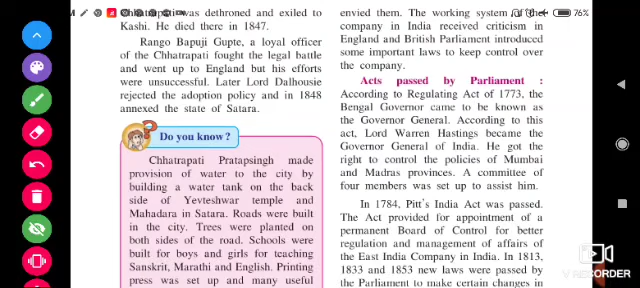 Chhatrapati was dethroned and exiled to
Kashi. He died there in 1847.
Rango Bapuji Gupte, a loyal officer
of the Chhatrapati fought the legal battle
and went up to England but his efforts
were unsuccessful. Later Lord Dalhousie
rejected the adoption policy and in 1848
annexed the state of Satara.
Do you know?
Chhatrapati Pratapsingh made
provision of water to the city by
building a water tank on the back
side of Yevteshwar temple and
Mahadara in Satara. Roads were built
in the city. Trees were planted on
both sides of the road. Schools were
built for boys and girls for teaching
Sanskrit, Marathi and English. Printing
press was set up and many useful
envied them. The working system of the
company in India received criticism in
England and British Parliament introduced
some important laws to keep control over
the company.
Acts passed by Parliament :
According to Regulating Act of 1773, the
Bengal Governor came to be known as
the Governor General. According to this
act, Lord Warren Hastings became the
Governor General of India. He got the
right to control the policies of Mumbai
and Madras provinces. A committee of
four members was set up to assist him.
In 1784, Pitt's India Act was passed.
The Act provided for appointment of a
permanent Board of Control for better
regulation and management of affairs of
the East India Company in India. In 1813,
1833 and 1853 new laws were passed by
the Parliament to make certain changes in
76%
V RECORDER